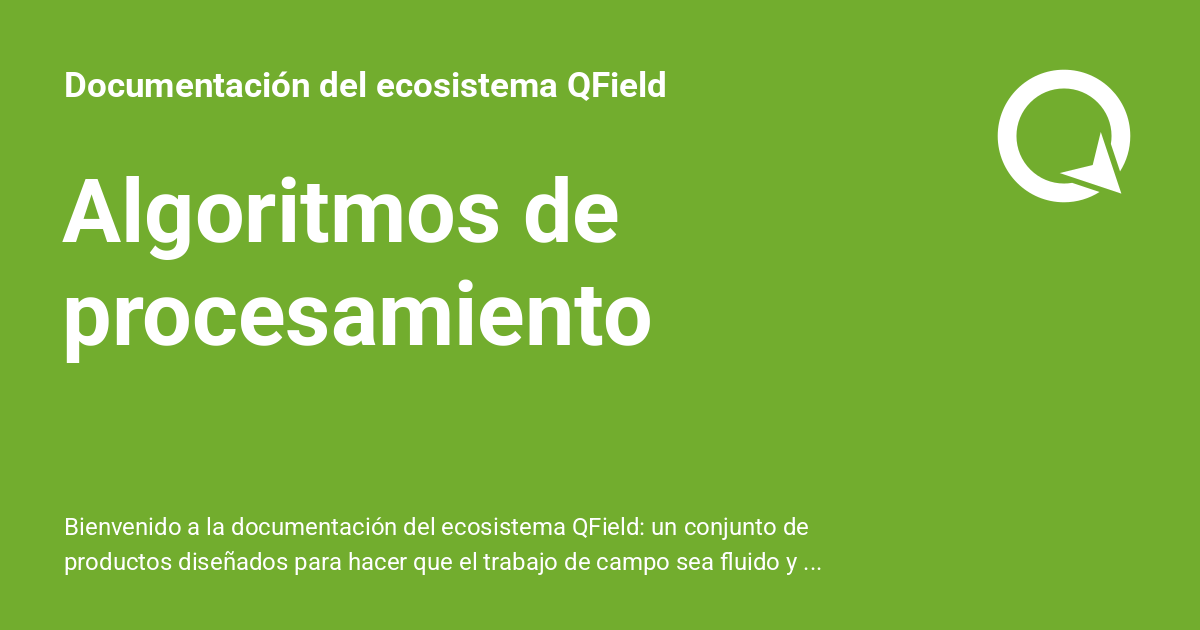 Documentación del ecosistema QField
Algoritmos de
procesamiento
Bienvenido a la documentación del ecosistema QField: un conjunto de
productos diseñados para hacer que el trabajo de campo sea fluido y ...